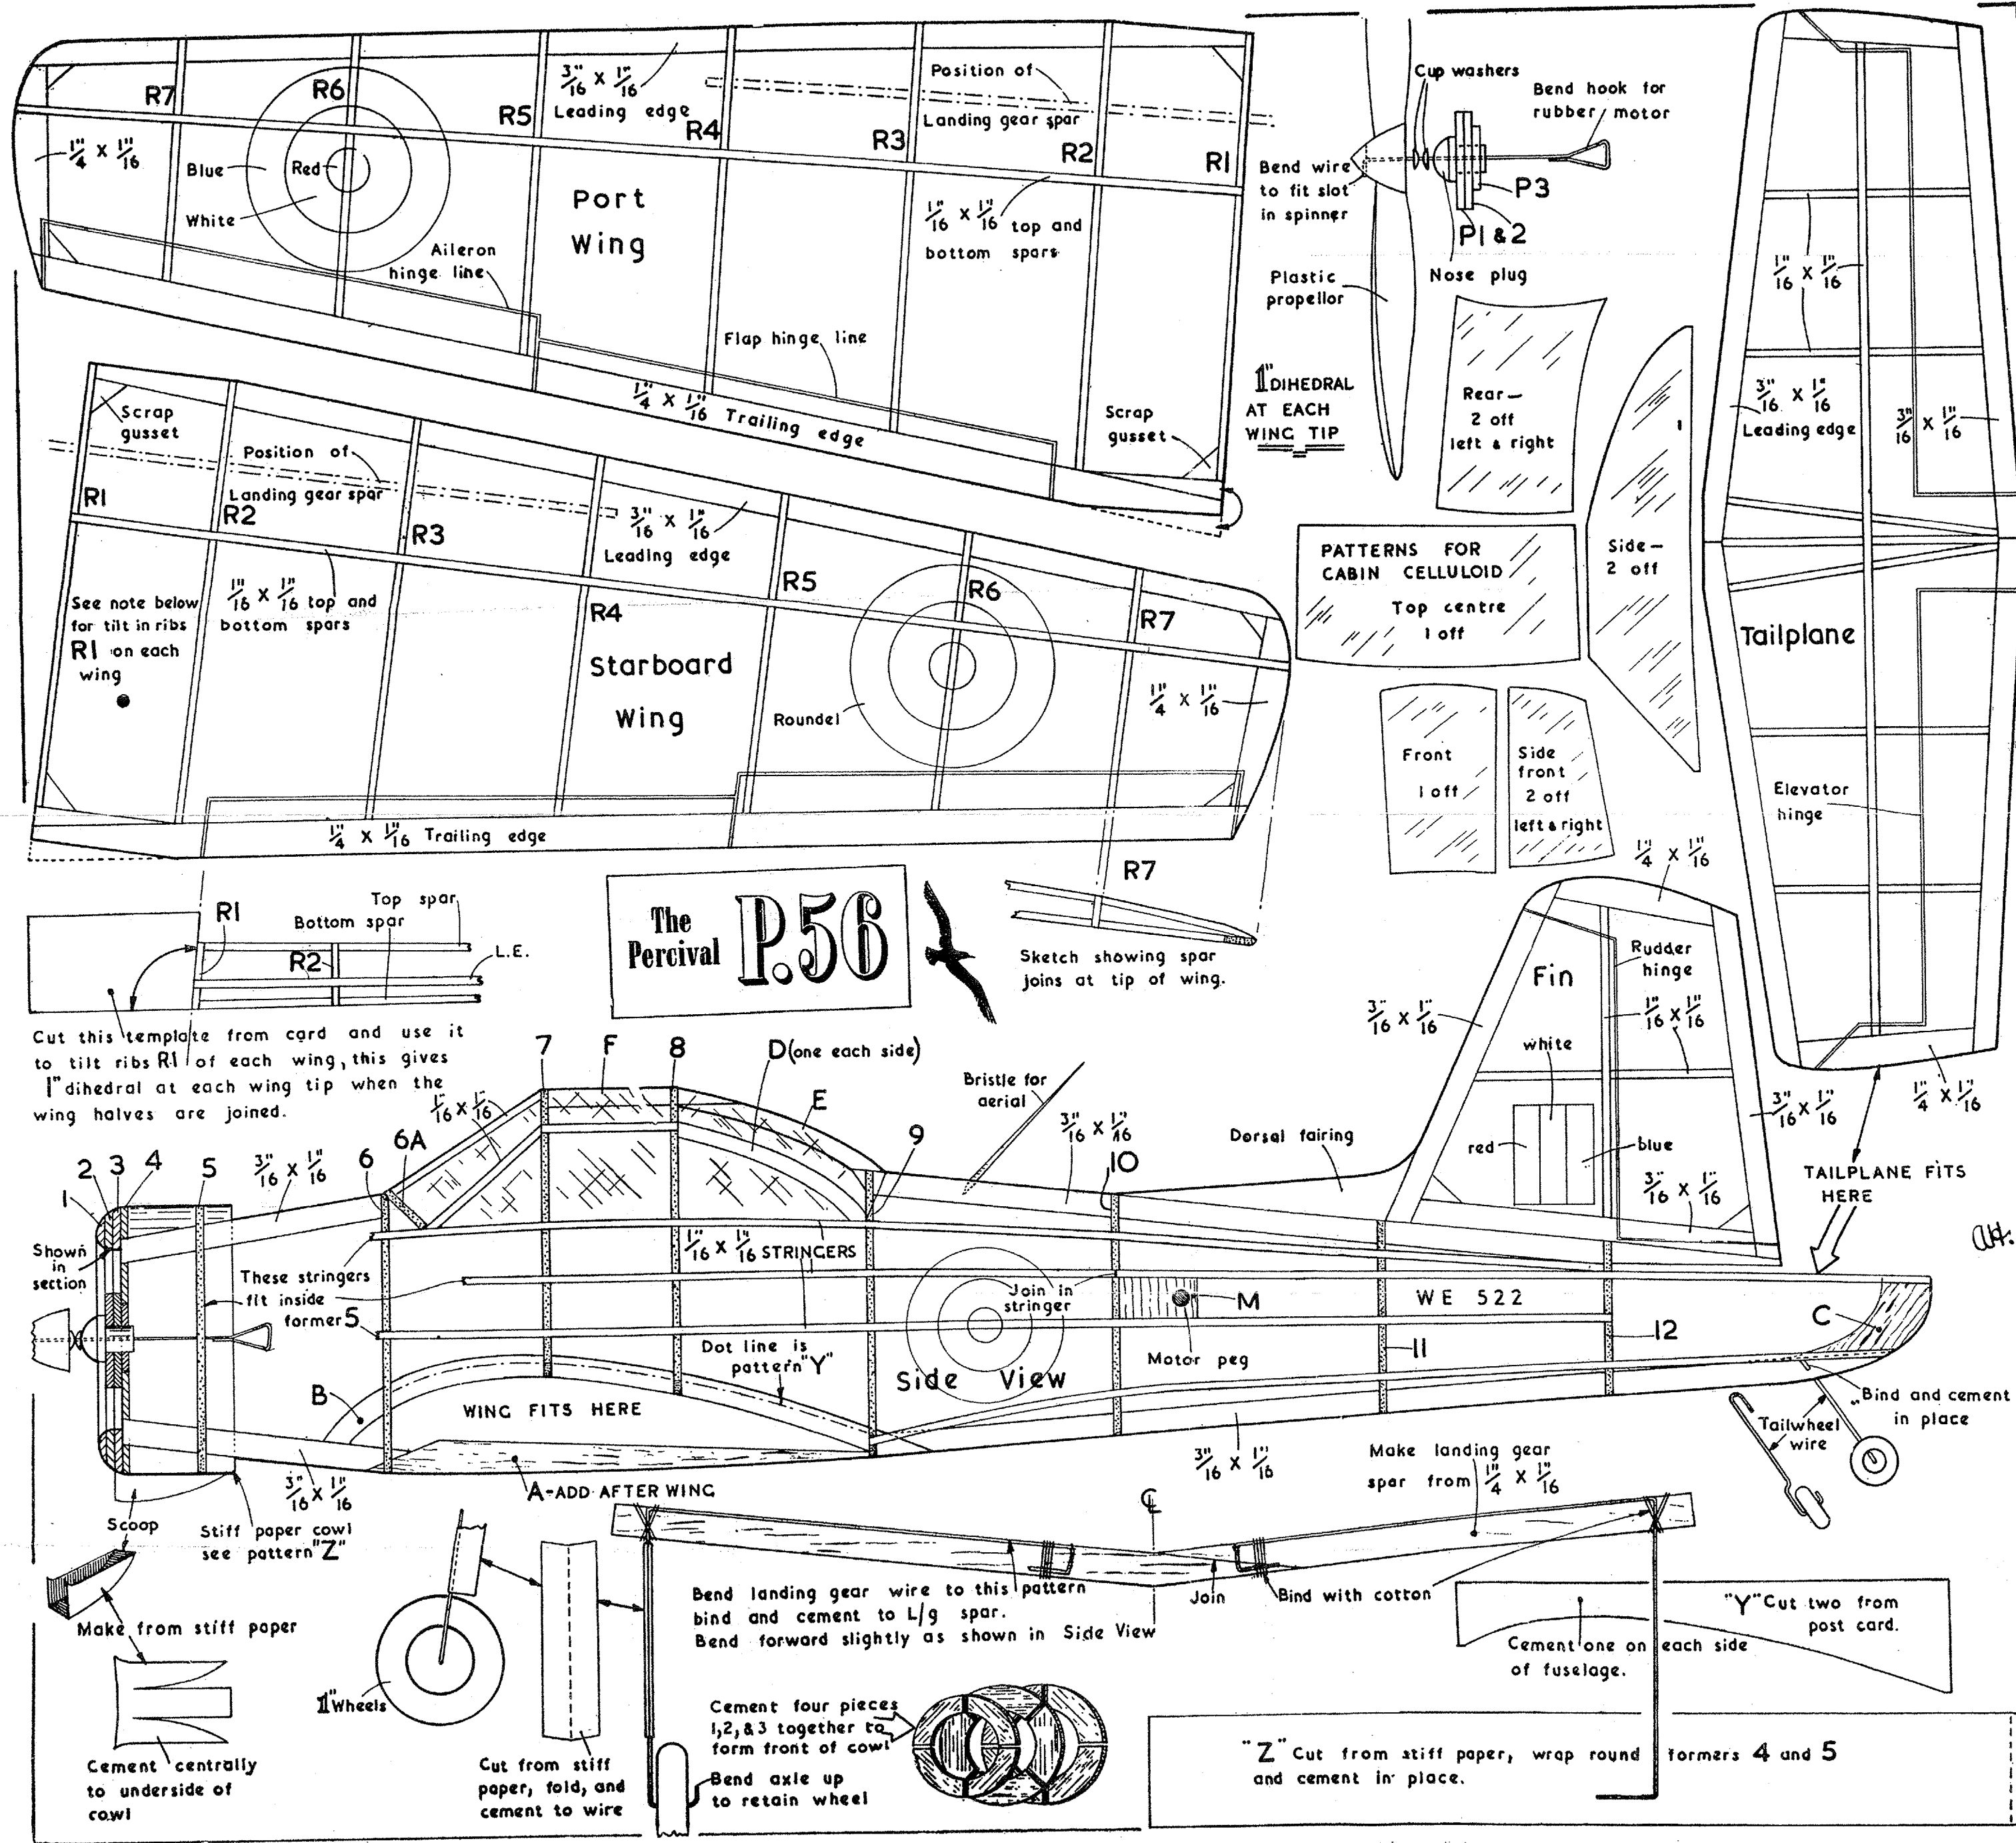 R7
R6
R5
3/16" x 1/16"
Leading edge
R4
Position of
Landing gear spar
R3
R2
R1
1/4" x 1/16"
Blue
Red
White
Port
Wing
Aileron
hinge line
1/16" x 1/16" top and
bottom spars
Flap hinge line
1/4" x 1/16" Trailing edge
Scrap
gusset
Cup washers
Bend hook for
rubber motor
Bend wire
to fit slot
in spinner
P3
P1 & 2
Nose plug
Plastic
propellor
1" DIHEDRAL
AT EACH
WING TIP
Rear—
2 off
left & right
Side—
2 off
PATTERNS FOR
CABIN CELLULOID
Top centre
1 off
Front
1 off
Side
front
2 off
left & right
1/16" x 1/16"
3/16" x 1/16"
Leading edge
3/16" x 1/16"
Tailplane
Elevator
hinge
1/4" x 1/16"
TAILPLANE FITS
HERE
Scrap
gusset
Position of
Landing gear spar
R1
R2
R3
3/16" x 1/16"
Leading edge
R4
R5
R6
R7
See note below
for tilt in ribs
R1 on each
wing
1/16" x 1/16" top and
bottom spars
Starboard
Wing
Roundel
1/4" x 1/16"
1/4" x 1/16" Trailing edge
R1
Top spar
Bottom spar
R2
L.E.
Cut this template from card and use it
to tilt ribs R1 of each wing, this gives
1" dihedral at each wing tip when the
wing halves are joined.
The
Percival
P.56
R7
Sketch showing spar
joins at tip of wing.
1/4" x 1/16"
Fin
Rudder
hinge
3/16" x 1/16"
1/16" x 1/16"
white
red
blue
3/16" x 1/16"
3/16" x 1/16"
7
F
8
D (one each side)
E
Bristle for
aerial
1/16" x 1/16"
6A
6
9
3/16" x 1/16"
10
Dorsal fairing
1
2
3
4
5
3/16" x 1/16"
Shown
in
section
These stringers
fit inside
former 5
1/16" x 1/16" STRINGERS
Join in
stringer
M
Motor peg
WE 522
11
12
C
Dot line is
pattern "Y"
Side View
B
WING FITS HERE
A-ADD AFTER WING
3/16" x 1/16"
3/16" x 1/16"
Bind and cement
in place
Tailwheel
wire
Scoop
Stiff paper cowl
see pattern "Z"
Make from stiff paper
Cement centrally
to underside of
cowl
1" Wheels
Cut from stiff
paper, fold, and
cement to wire
Make landing gear
spar from 1/4" x 1/16"
℄
Bend landing gear wire to this pattern
bind and cement to L/g spar.
Bend forward slightly as shown in Side View
Join
Bind with cotton
"Y" Cut two from
post card.
Cement one on each side
of fuselage.
Cement four pieces
1, 2, & 3 together to
form front of cowl
Bend axle up
to retain wheel
"Z" Cut from stiff paper, wrap round formers 4 and 5
and cement in place.